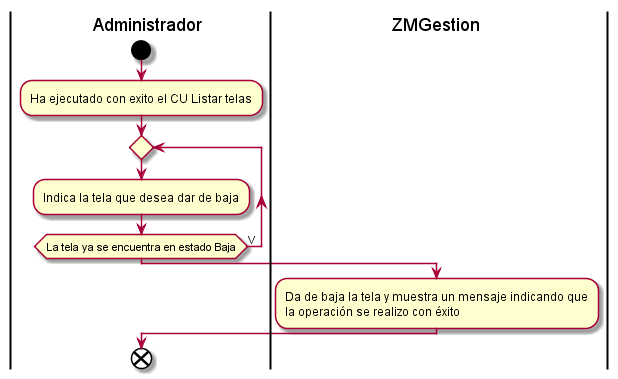 Administrador
ZMGestion
Ha ejecutado con exito el CU Listar telas
Indica la tela que desea dar de baja
La tela ya se encuentra en estado Baja
V
Da de baja la tela y muestra un mensaje indicando que
la operación se realizo con éxito